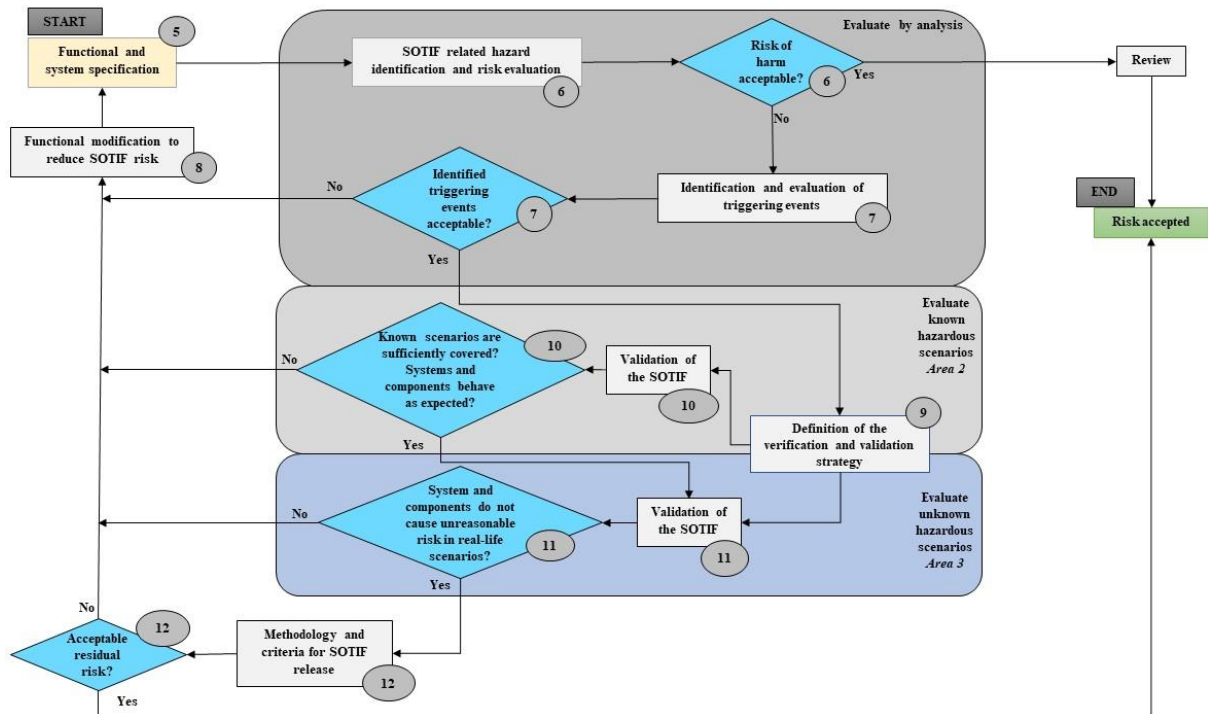 START
5
Functional and
system specification
Evaluate by analysis
SOTIF related hazard
identification and risk evaluation
6
Risk of
harm
acceptable?
6
Yes
Review
No
Functional modification to
reduce SOTIF risk
8
No
Identified
triggering
events
acceptable?
7
Identification and evaluation of
triggering events
7
END
Risk accepted
Yes
Evaluate
known
hazardous
scenarios
Area 2
No
Known scenarios are
sufficiently covered?
Systems and
components behave
as expected?
10
Validation of
the SOTIF
10
9
Definition of the
verification and validation
strategy
Yes
Evaluate
unknown
hazardous
scenarios
Area 3
No
System and
components do not
cause unreasonable
risk in real-life
scenarios?
11
Validation of
the SOTIF
11
Yes
No
Acceptable
residual
risk?
12
Methodology and
criteria for SOTIF
release
12
Yes